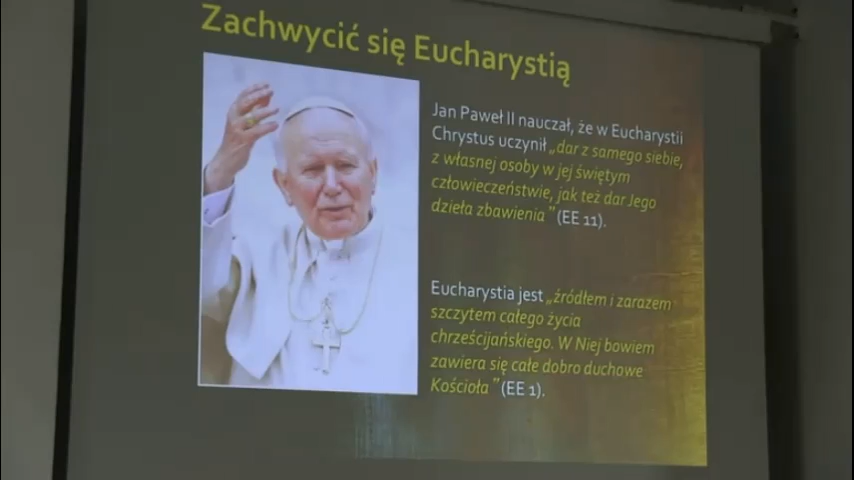 Zachwycić się Eucharystią
Jan Paweł II nauczał, że w Eucharystii
Chrystus uczynił „dar z samego siebie,
z własnej osoby w jej świętym
człowieczeństwie, jak też dar Jego
dzieła zbawienia” (EE 11).
Eucharystia jest „źródłem i zarazem
szczytem całego życia
chrześcijańskiego. W Niej bowiem
zawiera się całe dobro duchowe
Kościoła” (EE 1).